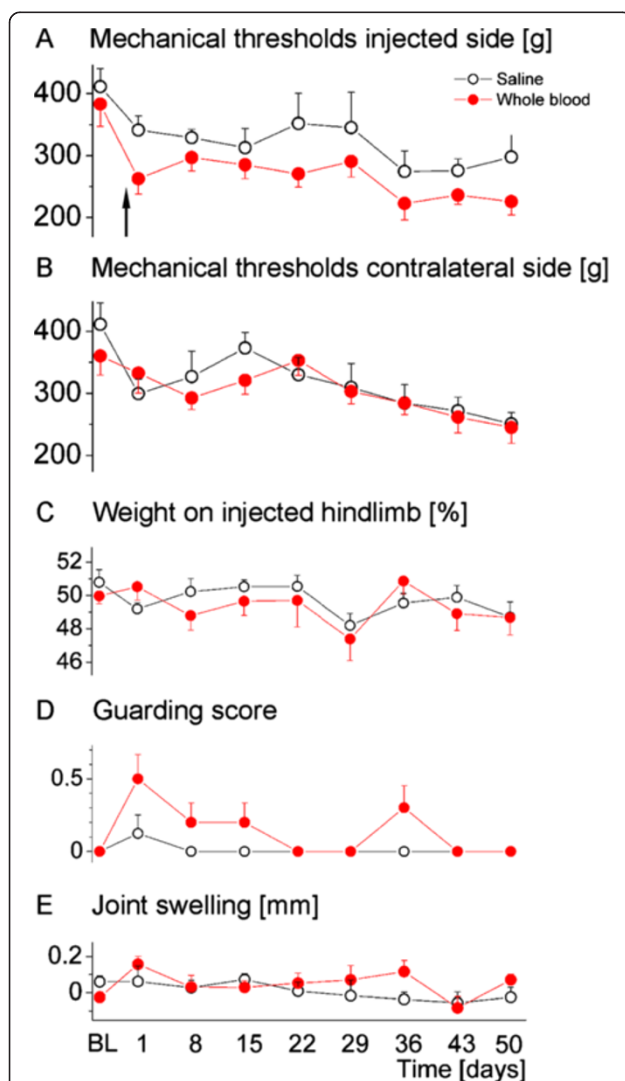 A Mechanical thresholds injected side [g]
Saline
Whole blood
400
300
200
B Mechanical thresholds contralateral side [g]
400
300
200
C Weight on injected hindlimb [%]
52
50
48
46
D Guarding score
0.5
0
E Joint swelling [mm]
0.2
0
BL 1 8 15 22 29 36 43 50
Time [days]